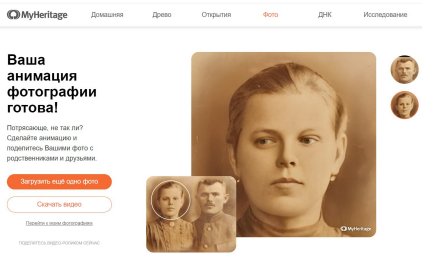 MyHeritage
Домашняя
Древо
Открытия
Фото
ДНК
Исследование
Ваша
анимация
фотографии
готова!
Потрясающе, не так ли?
Сделайте анимацию и
поделитесь Вашими фото с
родственниками и друзьями.
Загрузить ещё одно фото
Скачать видео
Перейти к моим фотографиям
ПОДЕЛИТЕСЬ ВИДЕО-РОЛИКОМ СЕЙЧАС
MyHeritage